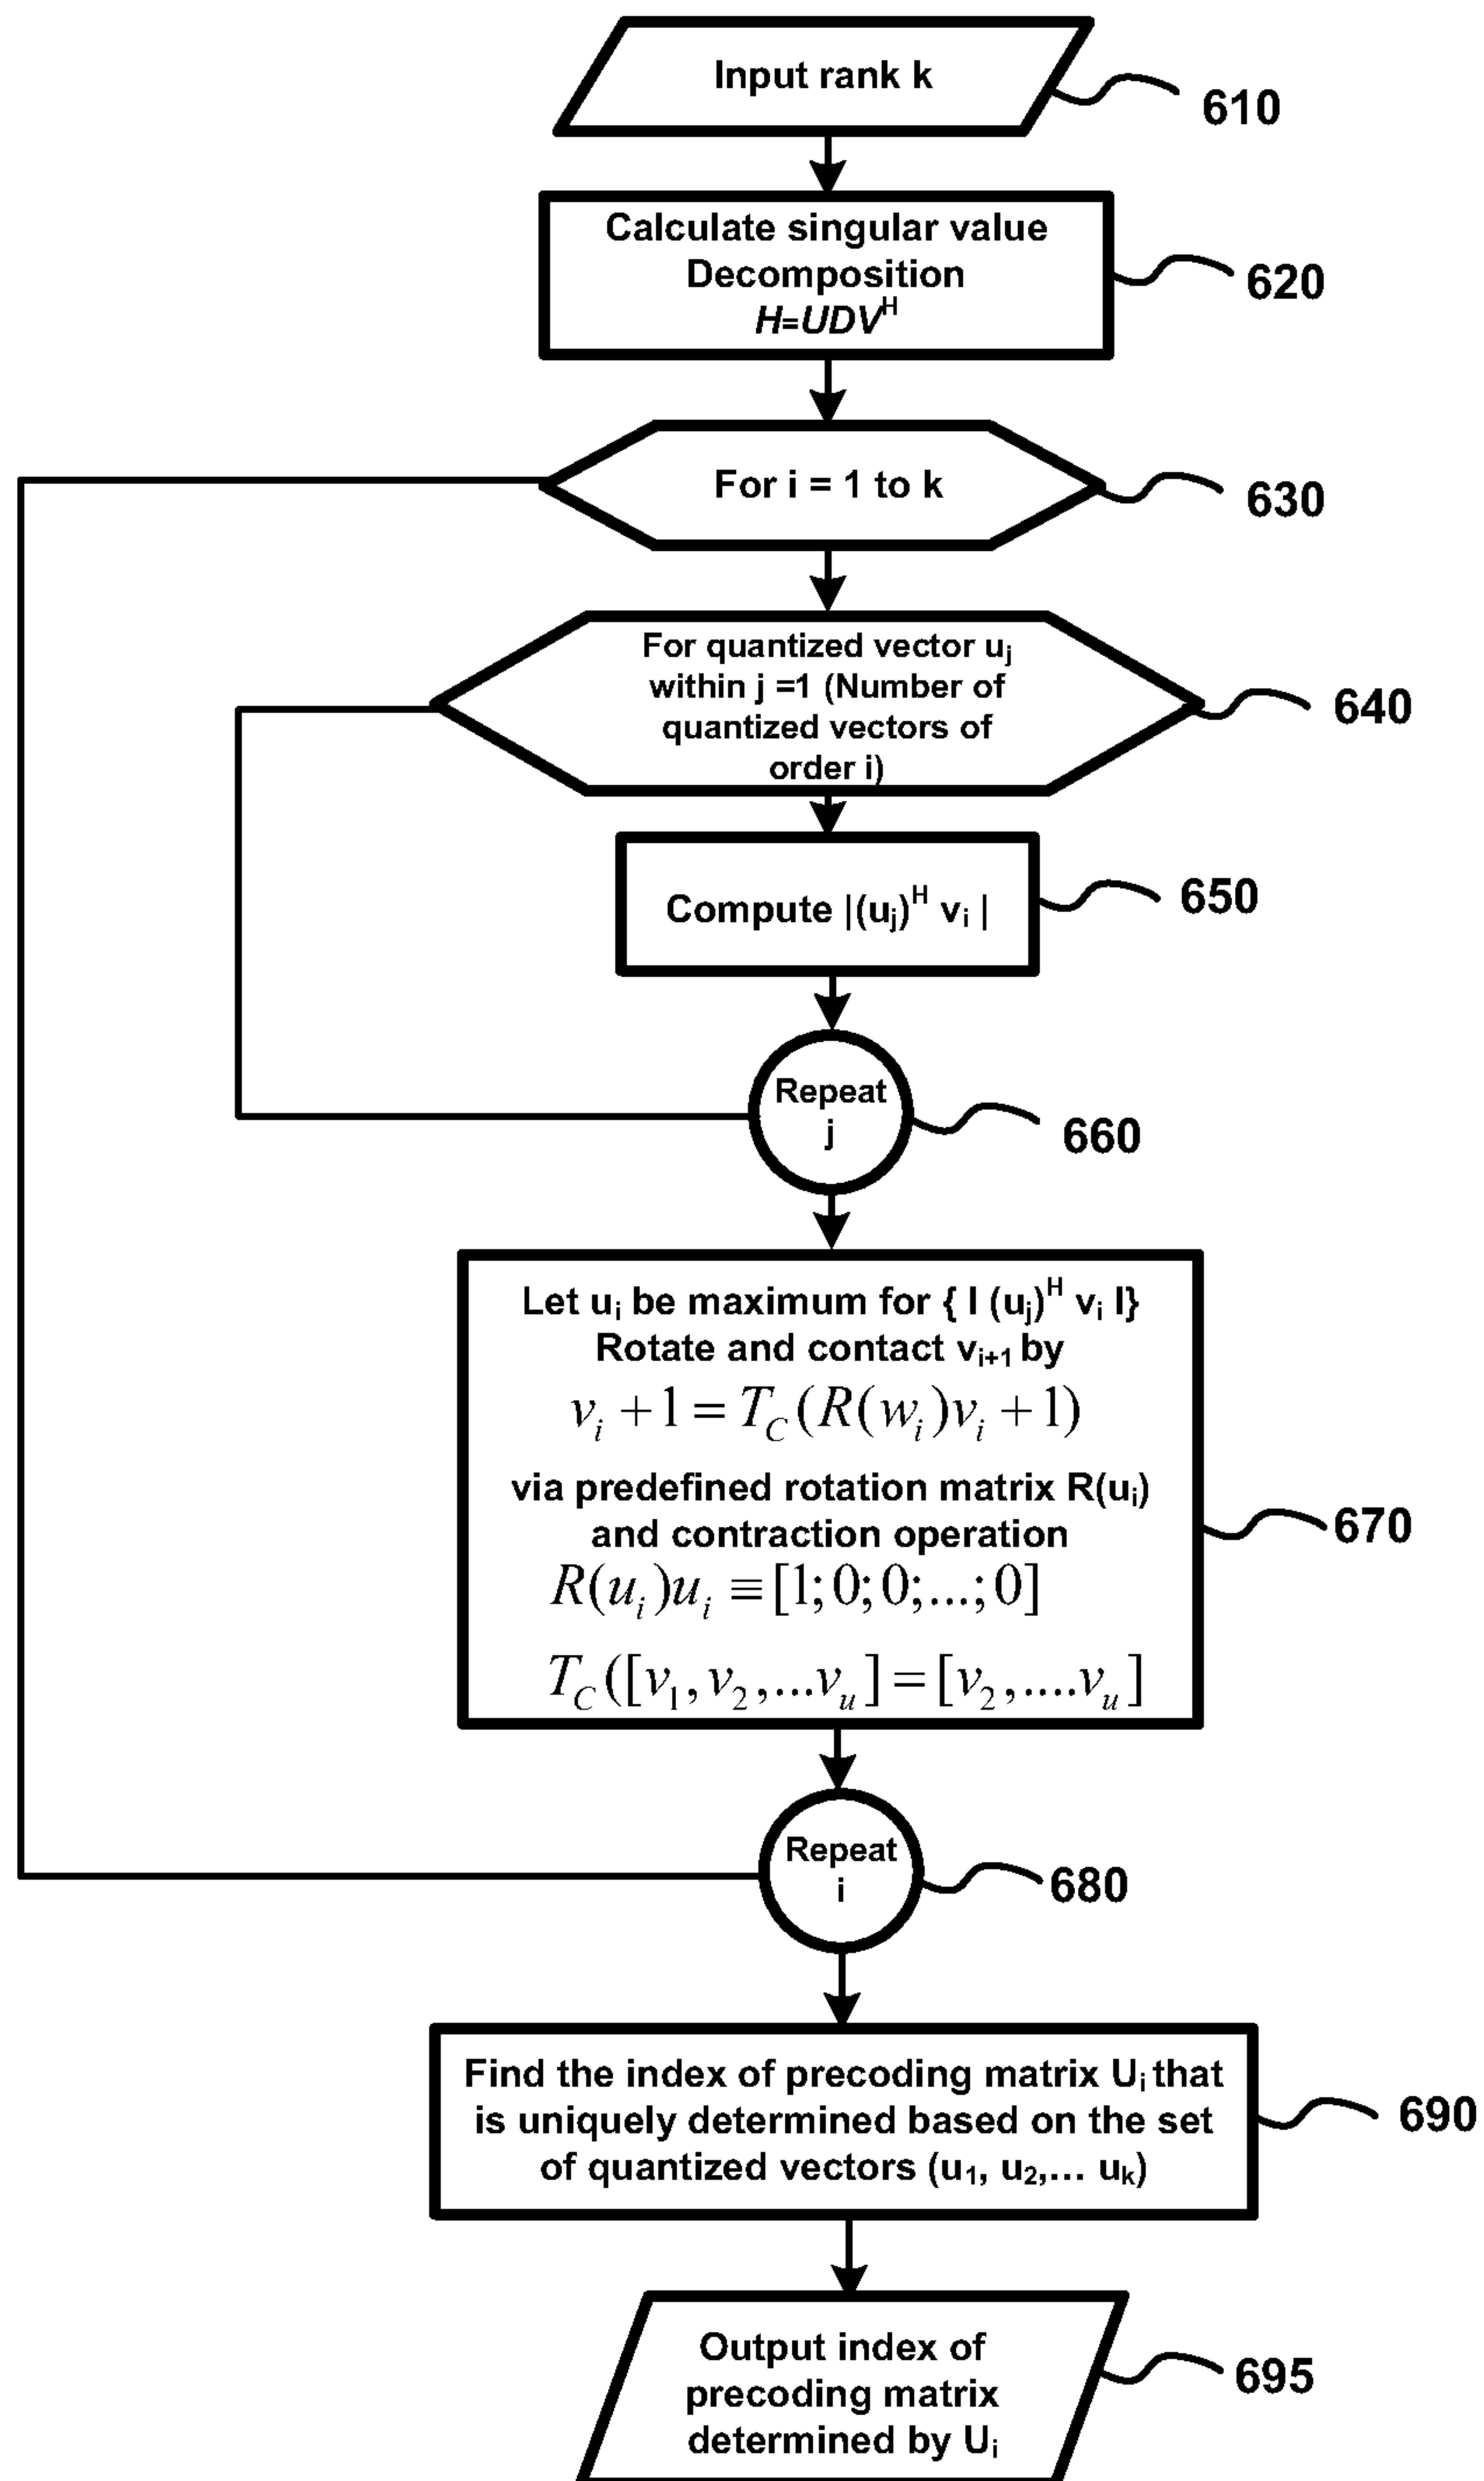 Input rank k
610
Calculate singular value
Decomposition
H=UDV^H
620
For i = 1 to k
630
For quantized vector u_j
within j =1 (Number of
quantized vectors of
order i)
640
Compute |(u_j)^H v_i |
650
Repeat
j
660
Let u_i be maximum for { I (u_j)^H v_i I}
Rotate and contact v_{i+1} by
v_i + 1 = T_C(R(w_i)v_i + 1)
via predefined rotation matrix R(u_i)
and contraction operation
R(u_i)u_i ≡ [1;0;0;...;0]
T_C([v_1, v_2,...v_u] = [v_2,....v_u]
670
Repeat
i
680
Find the index of precoding matrix U_i that
is uniquely determined based on the set
of quantized vectors (u_1, u_2,... u_k)
690
Output index of
precoding matrix
determined by U_i
695